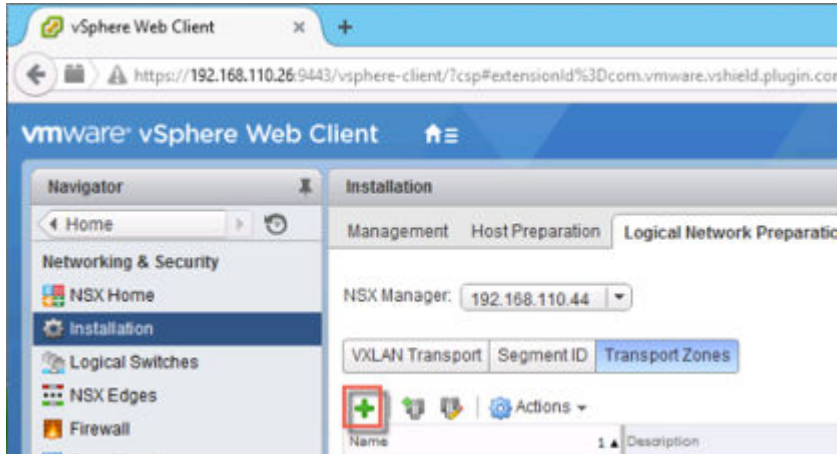 vSphere Web Client
https://192.168.110.26:9443/vsphere-client/?csp#extensionId%3Dcom.vmware.vshield.plugin.con
vmware® vSphere Web Client
Navigator
Installation
Home
Management Host Preparation Logical Network Preparatio
Networking & Security
NSX Home
NSX Manager: 192.168.110.44
Installation
VXLAN Transport Segment ID Transport Zones
Logical Switches
NSX Edges
Actions
Firewall
Name 1 Description